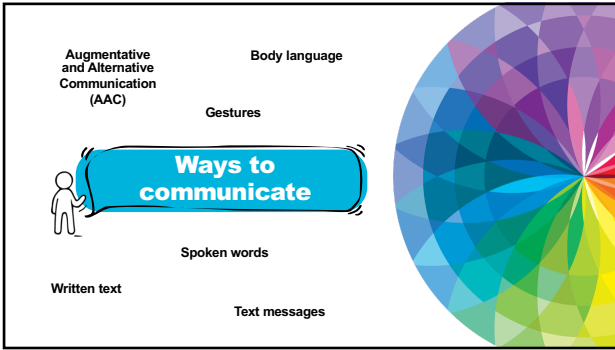 Augmentative
and Alternative
Communication
(AAC)
Body language
Gestures
Ways to
communicate
Spoken words
Written text
Text messages